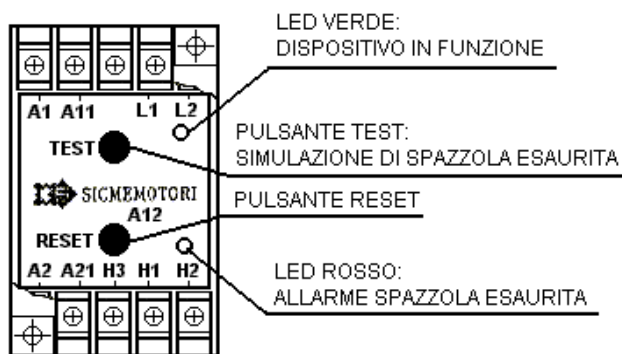 LED VERDE:
DISPOSITIVO IN FUNZIONE
A1 A11 L1 L2
TEST
PULSANTE TEST:
SIMULAZIONE DI SPAZZOLA ESAURITA
SICMEMOTORI
PULSANTE RESET
A12
RESET
A2 A21 H3 H1 H2
LED ROSSO:
ALLARME SPAZZOLA ESAURITA